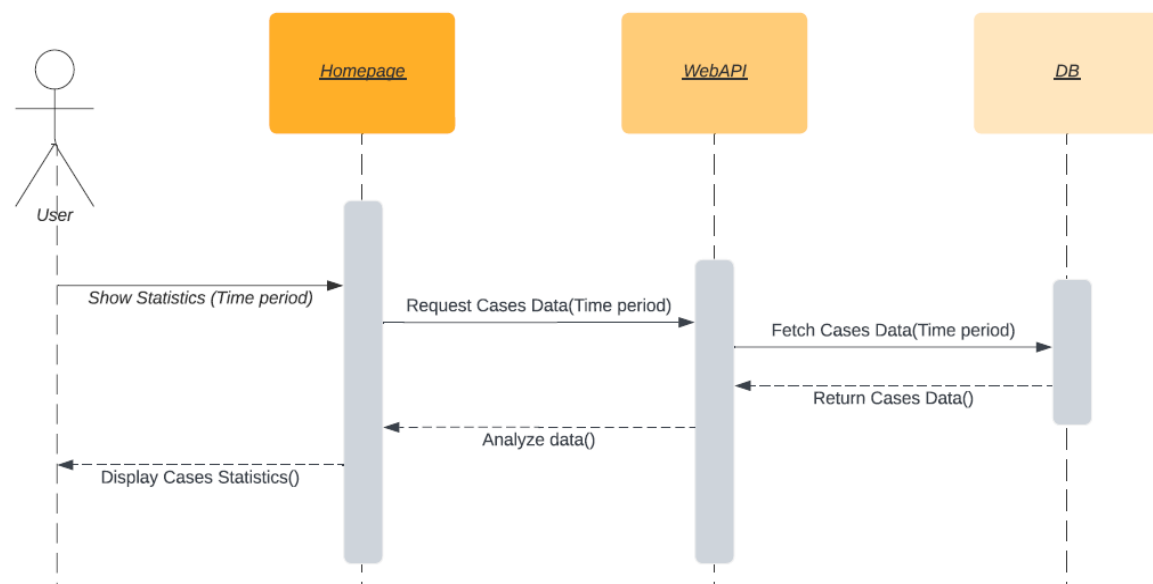 Homepage
WebAPI
DB
User
Show Statistics (Time period)
Request Cases Data(Time period)
Fetch Cases Data(Time period)
Return Cases Data()
Analyze data()
Display Cases Statistics()